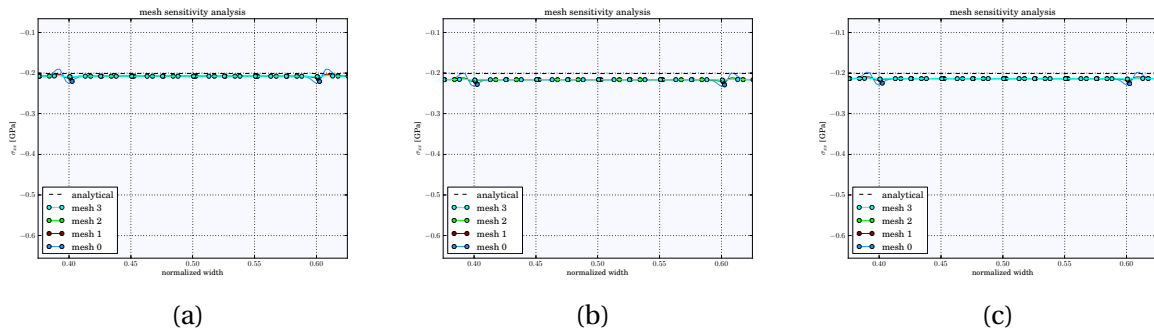 mesh sensitivity analysis
−0.1
−0.2
−0.3
−0.4
−0.5
−0.6
σxx [GPa]
analytical
mesh 3
mesh 2
mesh 1
mesh 0
0.40
0.45
0.50
0.55
0.60
normalized width
(a)
mesh sensitivity analysis
−0.1
−0.2
−0.3
−0.4
−0.5
−0.6
σxx [GPa]
analytical
mesh 3
mesh 2
mesh 1
mesh 0
0.40
0.45
0.50
0.55
0.60
normalized width
(b)
mesh sensitivity analysis
−0.1
−0.2
−0.3
−0.4
−0.5
−0.6
σxx [GPa]
analytical
mesh 3
mesh 2
mesh 1
mesh 0
0.40
0.45
0.50
0.55
0.60
normalized width
(c)